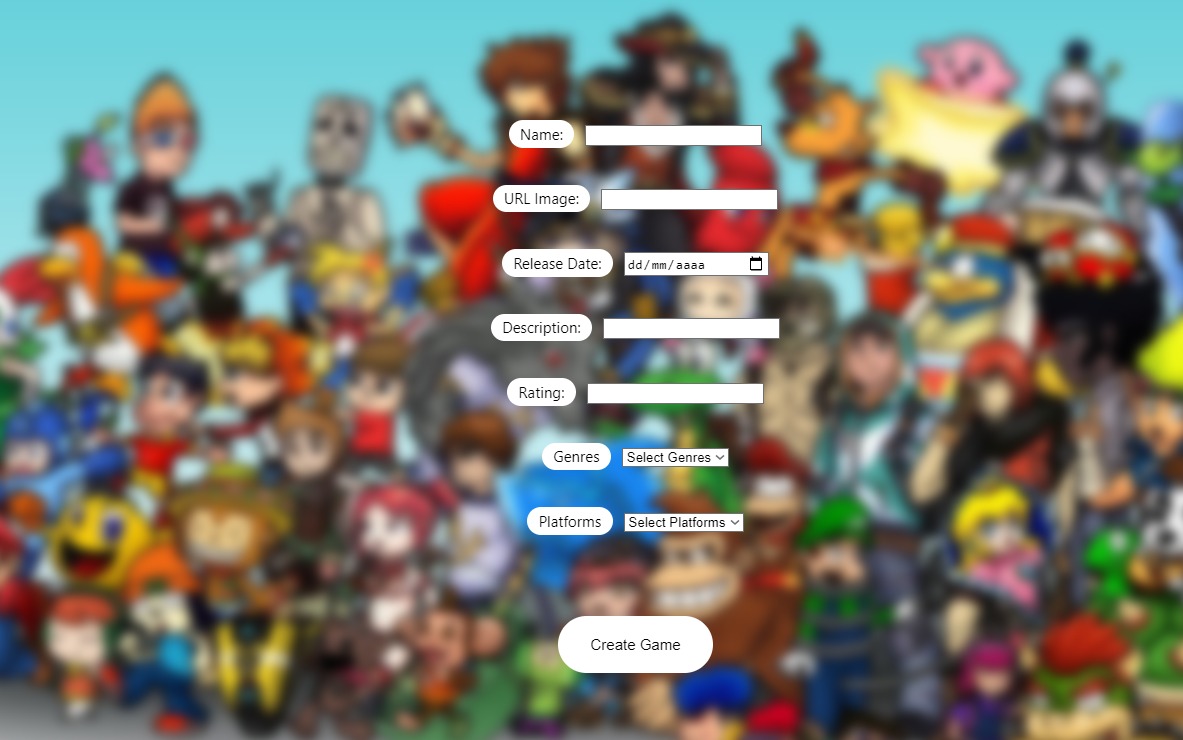 Name:
URL Image:
Release Date: dd/mm/aaaa
Description:
Rating:
Genres Select Genres
Platforms Select Platforms
Create Game